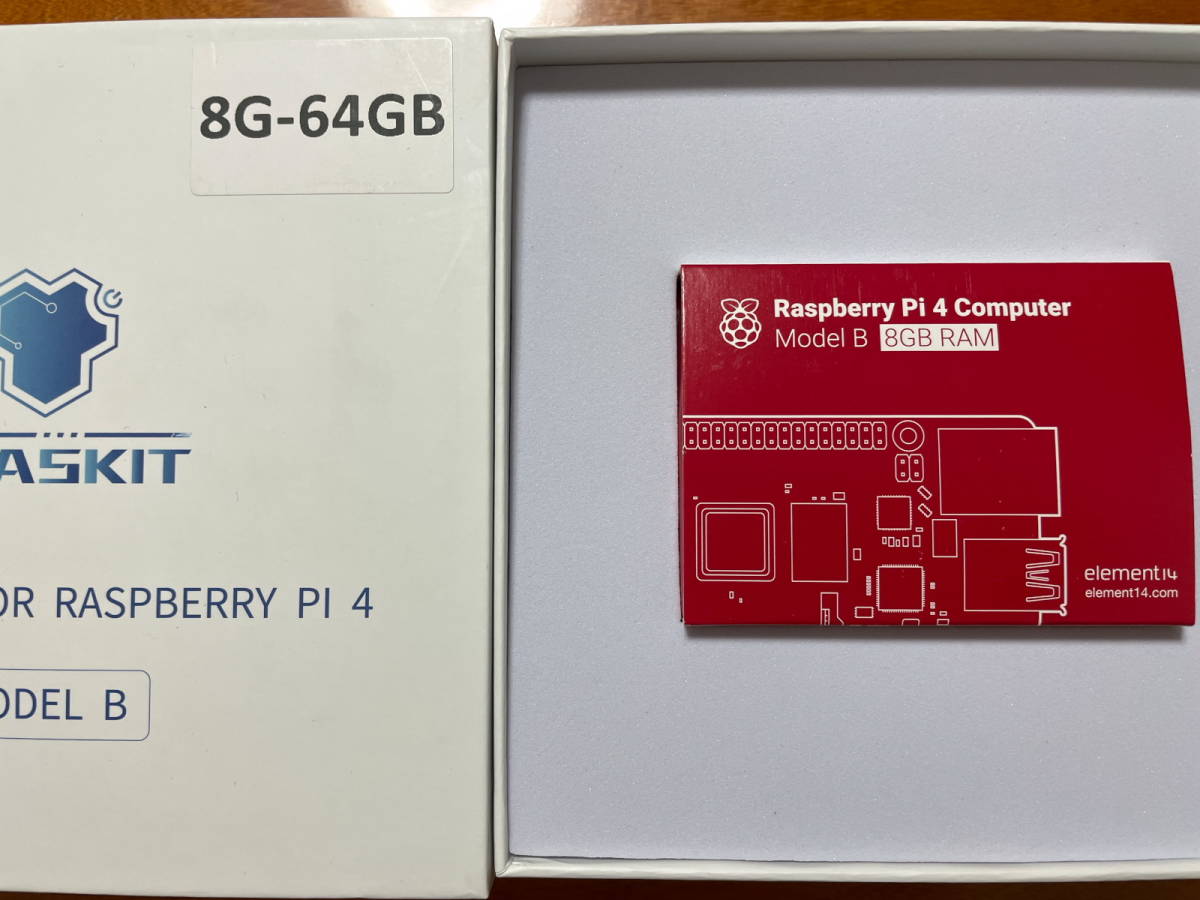 8G-64GB
ASKIT
OR RASPBERRY PI 4
ODEL B
Raspberry Pi 4 Computer
Model B 8GB RAM
element14
element14.com